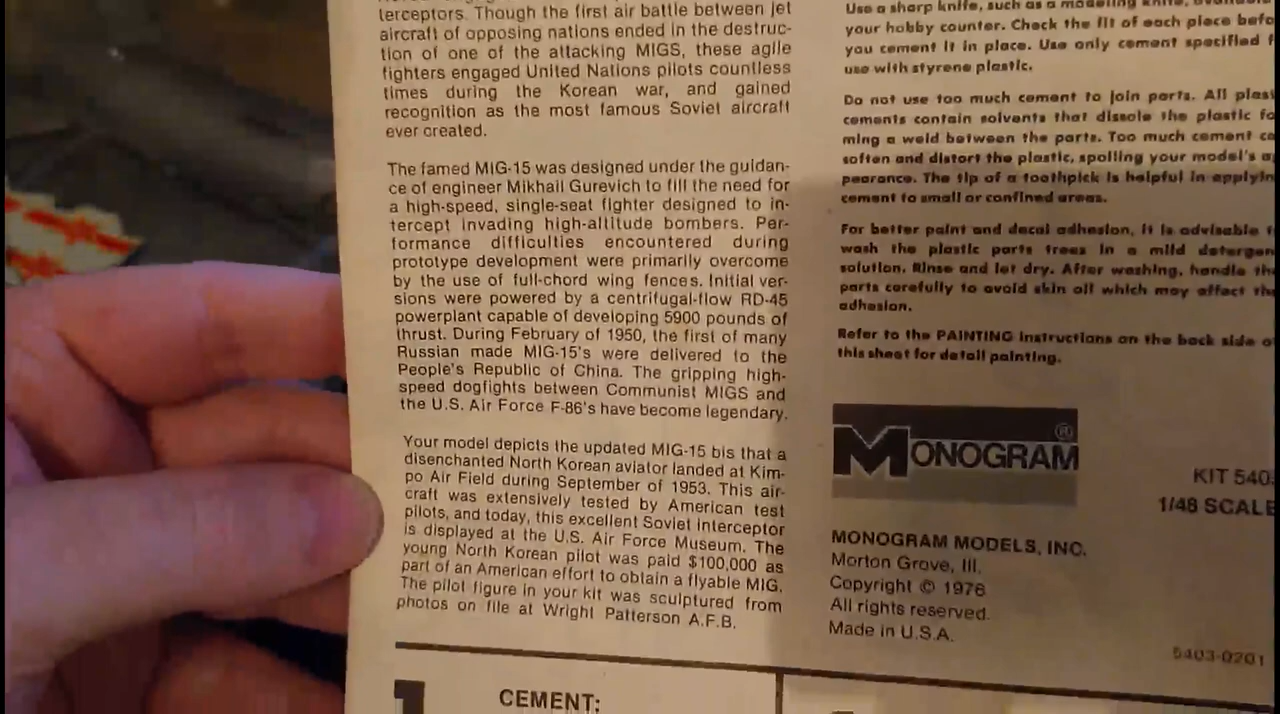 terceptors. Though the first air battle between jet
aircraft of opposing nations ended in the destruc-
tion of one of the attacking MIGS, these agile
fighters engaged United Nations pilots countless
times during the Korean war, and gained
recognition as the most famous Soviet aircraft
ever created.
The famed MIG-15 was designed under the guidan-
ce of engineer Mikhail Gurevich to fill the need for
a high-speed, single-seat fighter designed to in-
tercept invading high-altitude bombers. Per-
formance difficulties encountered during
prototype development were primarily overcome
by the use of full-chord wing fences. Initial ver-
sions were powered by a centrifugal-flow RD-45
powerplant capable of developing 5900 pounds of
thrust. During February of 1950, the first of many
Russian made MIG-15's were delivered to the
People's Republic of China. The gripping high-
speed dogfights between Communist MIGS and
the U.S. Air Force F-86's have become legendary.
Your model depicts the updated MIG-15 bis that a
disenchanted North Korean aviator landed at Kim-
po Air Field during September of 1953. This air-
craft was extensively tested by American test
pilots, and today, this excellent Soviet interceptor
is displayed at the U.S. Air Force Museum. The
young North Korean pilot was paid $100,000 as
part of an American effort to obtain a flyable MIG.
The pilot figure in your kit was sculptured from
photos on file at Wright Patterson A.F.B.
Use a sharp knife, such as a modeling knife,
your hobby counter. Check the fit of each piece befo
you cement it in place. Use only cement specified f
use with styrene plastic.
Do not use too much cement to join parts. All plast
cements contain solvents that dissole the plastic fo
ming a weld between the parts. Too much cement ca
soften and distort the plastic, spoiling your model's ap
pearance. The tip of a toothpick is helpful in applyin
cement to small or confined areas.
For better paint and decal adhesion, it is advisable t
wash the plastic parts trees in a mild detergen
solution. Rinse and let dry. After washing, handle the
parts carefully to avoid skin oil which may affect the
adhesion.
Refer to the PAINTING instructions on the back side o
this sheet for detail painting.
MONOGRAM ®
KIT 540
1/48 SCALE
MONOGRAM MODELS, INC.
Morton Grove, Ill.
Copyright © 1976
All rights reserved.
Made in U.S.A.
5403-0201
1 CEMENT: